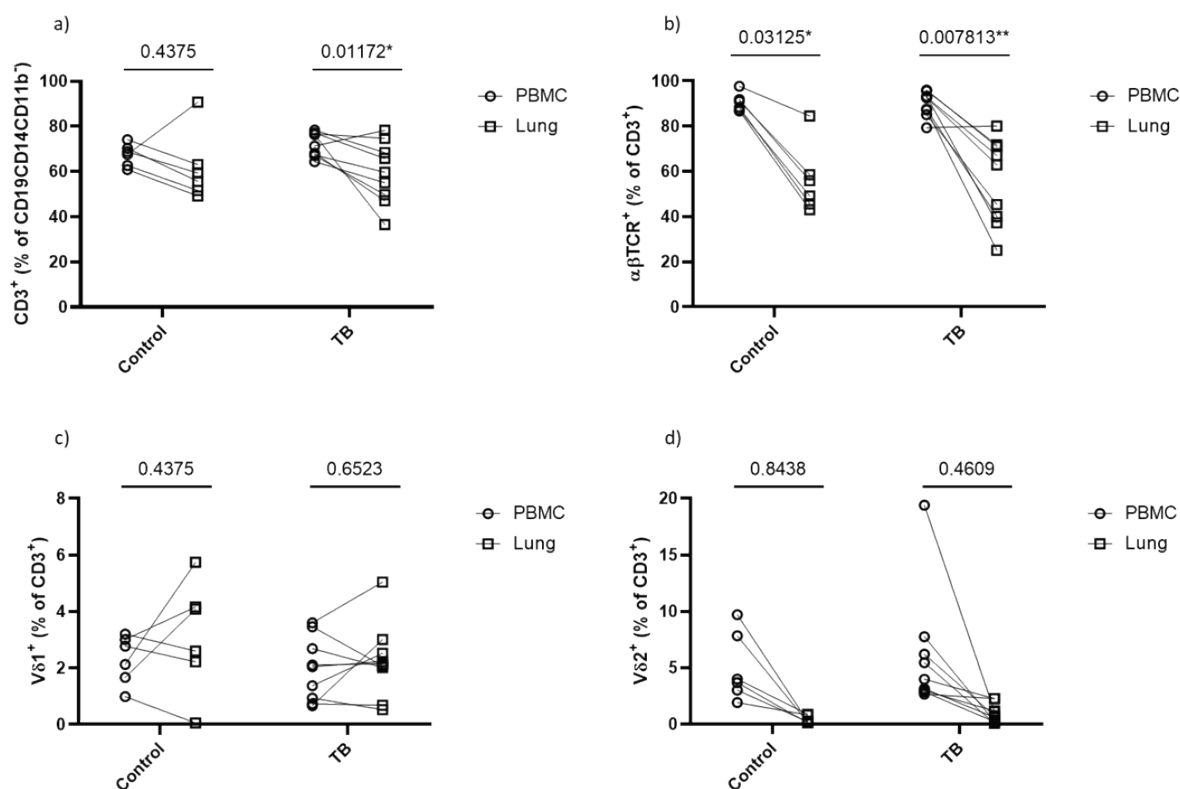 a)
0.4375 0.01172*
CD3⁺ (% of CD19CD14CD11b⁻)
100
80
60
40
20
0
Control TB
PBMC
Lung
b)
0.03125* 0.007813**
αβTCR⁺ (% of CD3⁺)
100
80
60
40
20
0
Control TB
PBMC
Lung
c)
0.4375 0.6523
Vδ1⁺ (% of CD3⁺)
8
6
4
2
0
Control TB
PBMC
Lung
d)
0.8438 0.4609
Vδ2⁺ (% of CD3⁺)
20
15
10
5
0
Control TB
PBMC
Lung